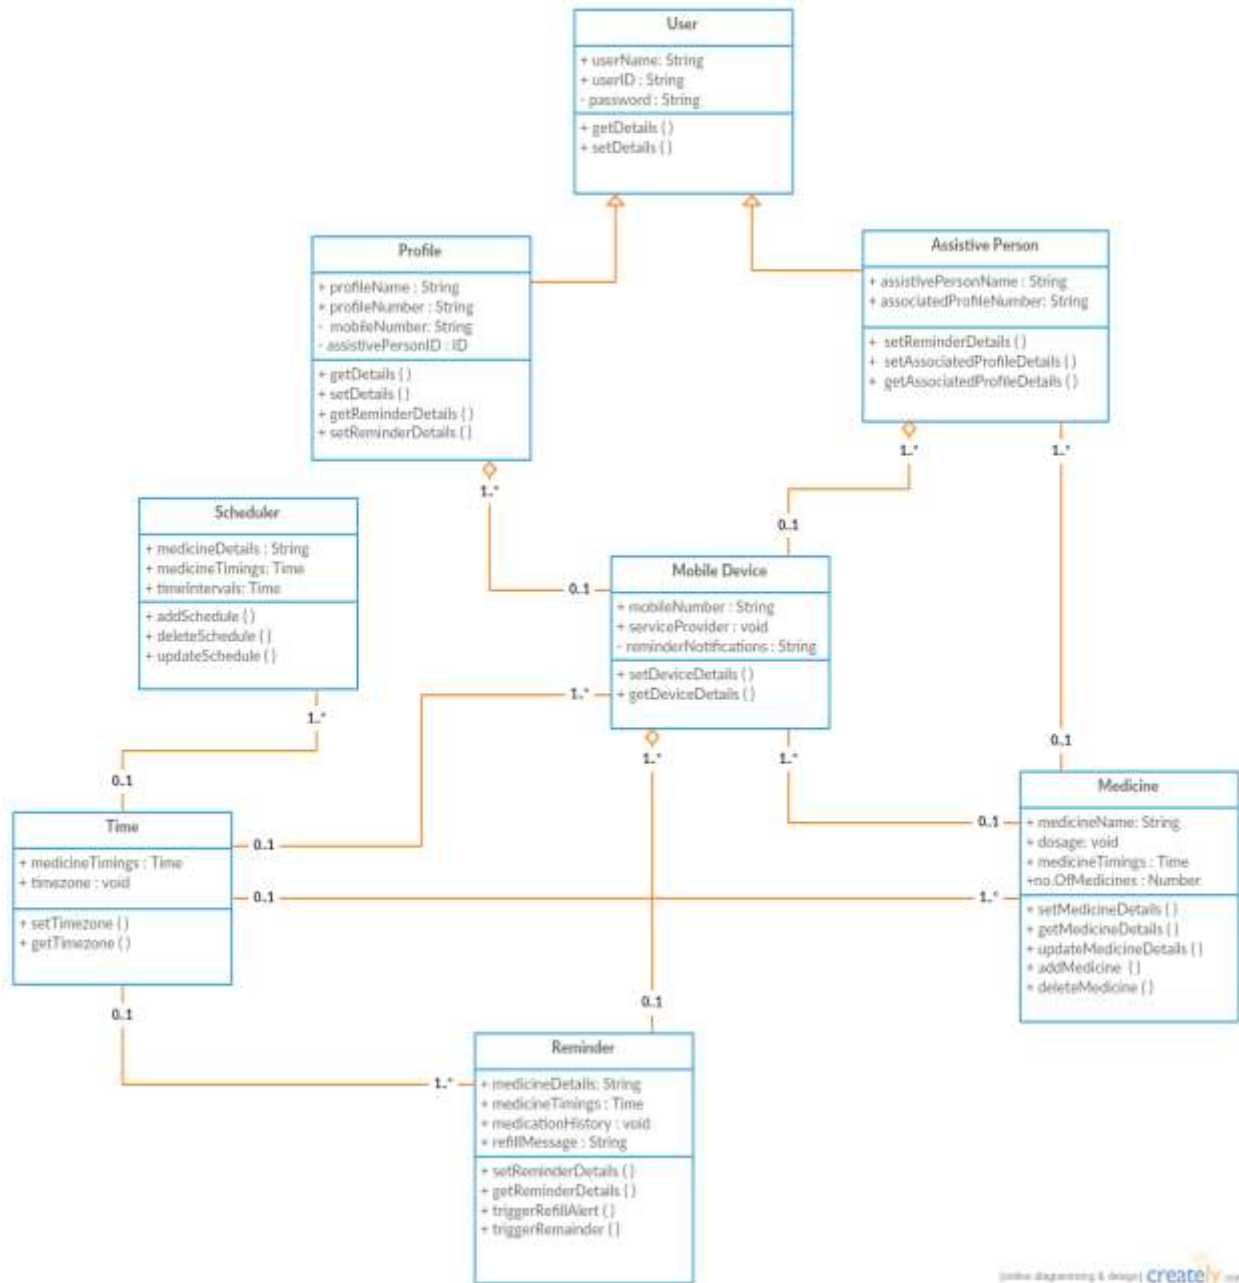 User
+ userName: String
+ userID : String
- password : String
+ getDetails ( )
+ setDetails ( )
Profile
+ profileName : String
+ profileNumber : String
- mobileNumber: String
- assistivePersonID : ID
+ getDetails ( )
+ setDetails ( )
+ getReminderDetails ( )
+ setReminderDetails ( )
1..*
0..1
Assistive Person
+ assistivePersonName : String
+ associatedProfileNumber: String
+ setReminderDetails ( )
+ setAssociatedProfileDetails ( )
+ getAssociatedProfileDetails ( )
1..*
1..*
0..1
0..1
Scheduler
+ medicineDetails : String
+ medicineTimings : Time
+ timeIntervals: Time
+ addSchedule ( )
+ deleteSchedule ( )
+ updateSchedule ( )
1..*
0..1
Mobile Device
+ mobileNumber : String
+ serviceProvider : void
- reminderNotifications : String
+ setDeviceDetails ( )
+ getDeviceDetails ( )
1..*
1..*
1..*
Time
+ medicineTimings : Time
+ timezone : void
+ setTimezone ( )
+ getTimezone ( )
0..1
0..1
0..1
Medicine
+ medicineName: String
+ dosage: void
+ medicineTimings : Time
+no.OfMedicines : Number
+ setMedicineDetails ( )
+ getMedicineDetails ( )
+ updateMedicineDetails ( )
+ addMedicine ( )
+ deleteMedicine ( )
0..1
1..*
0..1
1..*
Reminder
+ medicineDetails: String
+ medicineTimings : Time
+ medicationHistory : void
+ refillMessage : String
+ setReminderDetails ( )
+ getReminderDetails ( )
+ triggerRefillAlert ( )
+ triggerRemainder ( )
[online diagramming & design] creately .com